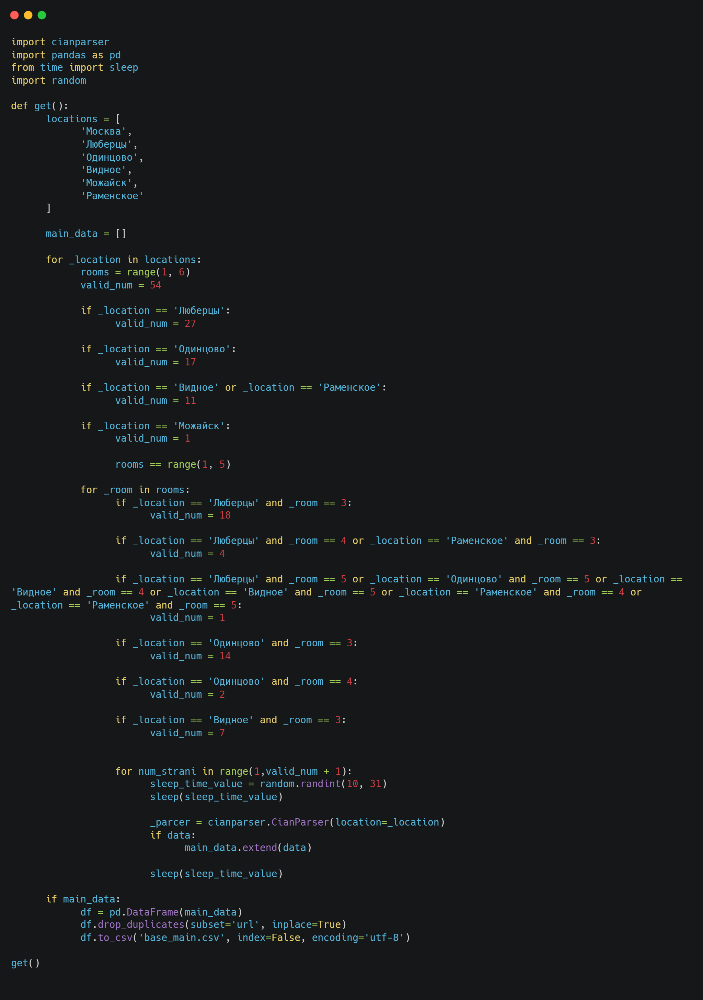 import cianparser
import pandas as pd
from time import sleep
import random

def get():
      locations = [
            'Москва',
            'Люберцы',
            'Одинцово',
            'Видное',
            'Можайск',
            'Раменское'
      ]

      main_data = []

      for _location in locations:
            rooms = range(1, 6)
            valid_num = 54

            if _location == 'Люберцы':
                  valid_num = 27

            if _location == 'Одинцово':
                  valid_num = 17

            if _location == 'Видное' or _location == 'Раменское':
                  valid_num = 11

            if _location == 'Можайск':
                  valid_num = 1

                  rooms == range(1, 5)

            for _room in rooms:
                  if _location == 'Люберцы' and _room == 3:
                        valid_num = 18

                  if _location == 'Люберцы' and _room == 4 or _location == 'Раменское' and _room == 3:
                        valid_num = 4

                  if _location == 'Люберцы' and _room == 5 or _location == 'Одинцово' and _room == 5 or _location ==
'Видное' and _room == 4 or _location == 'Видное' and _room == 5 or _location == 'Раменское' and _room == 4 or
_location == 'Раменское' and _room == 5:
                        valid_num = 1

                  if _location == 'Одинцово' and _room == 3:
                        valid_num = 14

                  if _location == 'Одинцово' and _room == 4:
                        valid_num = 2

                  if _location == 'Видное' and _room == 3:
                        valid_num = 7


                  for num_strani in range(1,valid_num + 1):
                        sleep_time_value = random.randint(10, 31)
                        sleep(sleep_time_value)

                        _parcer = cianparser.CianParser(location=_location)
                        if data:
                              main_data.extend(data)

                        sleep(sleep_time_value)

      if main_data:
            df = pd.DataFrame(main_data)
            df.drop_duplicates(subset='url', inplace=True)
            df.to_csv('base_main.csv', index=False, encoding='utf-8')

get()